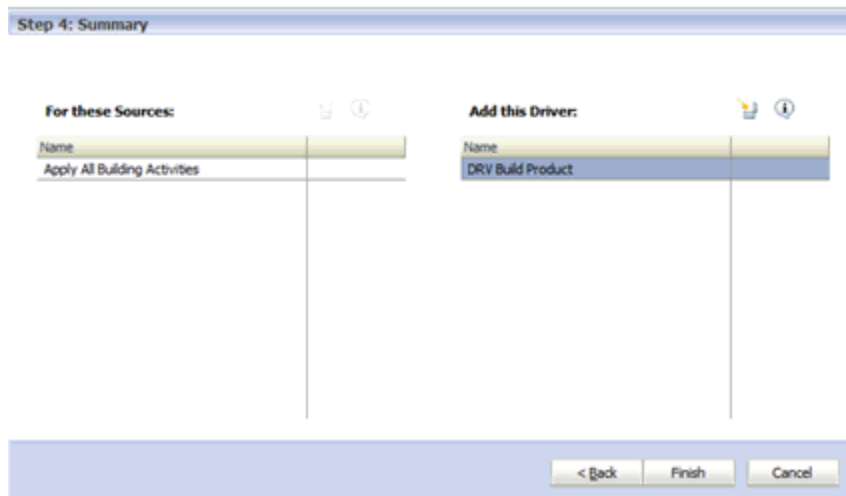 Step 4: Summary
For these Sources:
Add this Driver:
Name
Name
Apply All Building Activities
DRV Build Product
< Back
Finish
Cancel